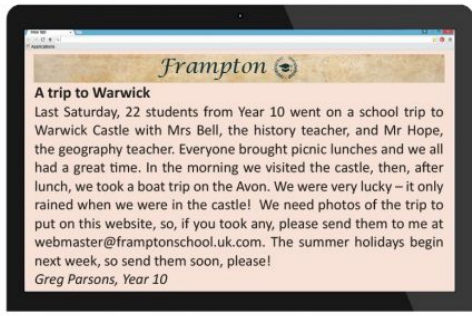 New Tab
Applications
Frampton
A trip to Warwick
Last Saturday, 22 students from Year 10 went on a school trip to
Warwick Castle with Mrs Bell, the history teacher, and Mr Hope,
the geography teacher. Everyone brought picnic lunches and we all
had a great time. In the morning we visited the castle, then, after
lunch, we took a boat trip on the Avon. We were very lucky – it only
rained when we were in the castle! We need photos of the trip to
put on this website, so, if you took any, please send them to me at
webmaster@framptonschool.uk.com. The summer holidays begin
next week, so send them soon, please!
Greg Parsons, Year 10